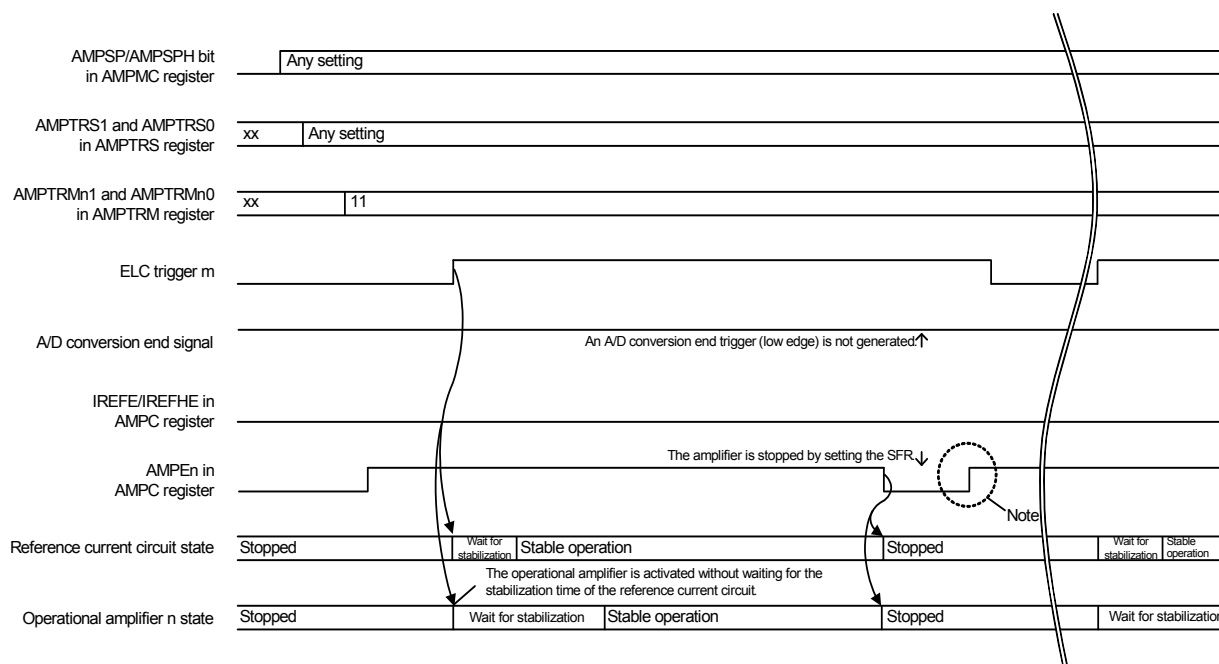 AMPSP/AMPSPH bit
in AMPMC register
Any setting
AMPTRS1 and AMPTRS0
in AMPTRS register
xx
Any setting
AMPTRMn1 and AMPTRMn0
in AMPTRM register
xx
11
ELC trigger m
A/D conversion end signal
An A/D conversion end trigger (low edge) is not generated.
IREFE/IREFHE in
AMPC register
AMPEn in
AMPC register
The amplifier is stopped by setting the SFR.
Note
Reference current circuit state
Stopped
Wait for
stabilization
Stable operation
Stopped
Wait for
stabilization
Stable
operation
The operational amplifier is activated without waiting for the
stabilization time of the reference current circuit.
Operational amplifier n state
Stopped
Wait for stabilization
Stable operation
Stopped
Wait for stabilization